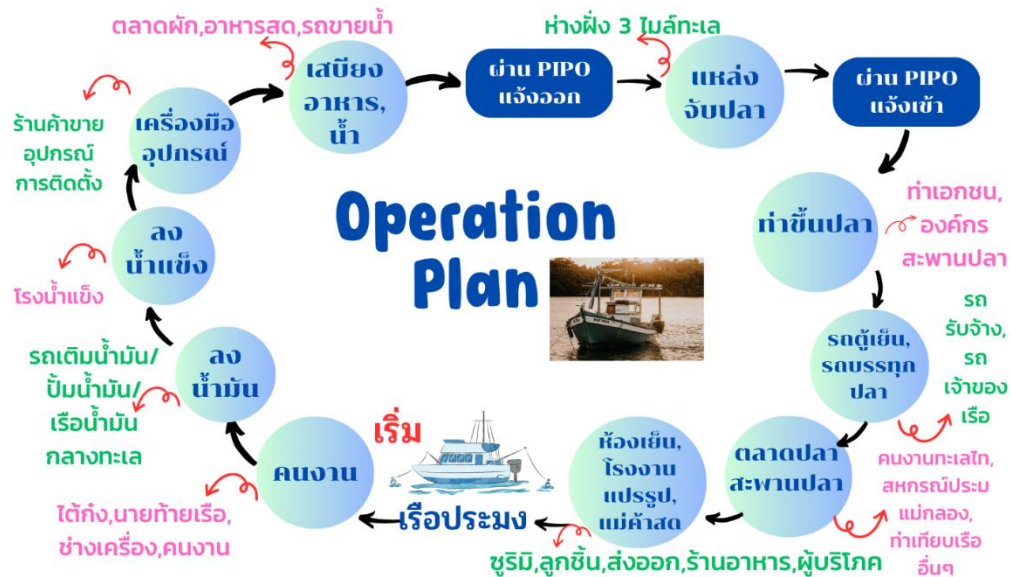 ตลาดผัก,อาหารสด,รถขายน้ำ
ห่างฝั่ง 3 ไมล์ทะเล
เสบียง
อาหาร,
น้ำ
ผ่าน PIPO
แจ้งออก
แหล่ง
จับปลา
ผ่าน PIPO
แจ้งเข้า
ร้านค้าขาย
อุปกรณ์
การติดตั้ง
เครื่องมือ
อุปกรณ์
Operation
Plan
ท่าขึ้นปลา
ท่าเอกชน,
องค์กร
สะพานปลา
ลง
น้ำแข็ง
โรงน้ำแข็ง
รถ
รับจ้าง,
รถ
เจ้าของ
เรือ
รถตู้เย็น,
รถบรรทุก
ปลา
รถเติมน้ำมัน/
ปั้มน้ำมัน/
เรือน้ำมัน
กลางทะเล
ลง
น้ำมัน
เริ่ม
เรือประมง
คนงาน
ห้องเย็น,
โรงงาน
แปรรูป,
แม่ค้าสด
ตลาดปลา
สะพานปลา
คนงานทะเลไท,
สหกรณ์ประม
แม่กลอง,
ท่าเทียบเรือ
อื่นๆ
ไต้ก๋ง,นายท้ายเรือ,
ช่างเครื่อง,คนงาน
ซูริมิ,ลูกชิ้น,ส่งออก,ร้านอาหาร,ผู้บริโภค